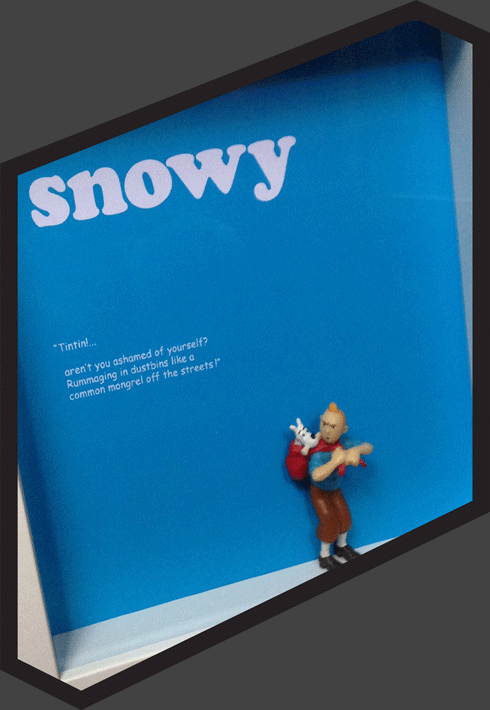 snowy
"Tintin!...
aren't you ashamed of yourself?
Rummaging in dustbins like a
common mongrel off the streets!"